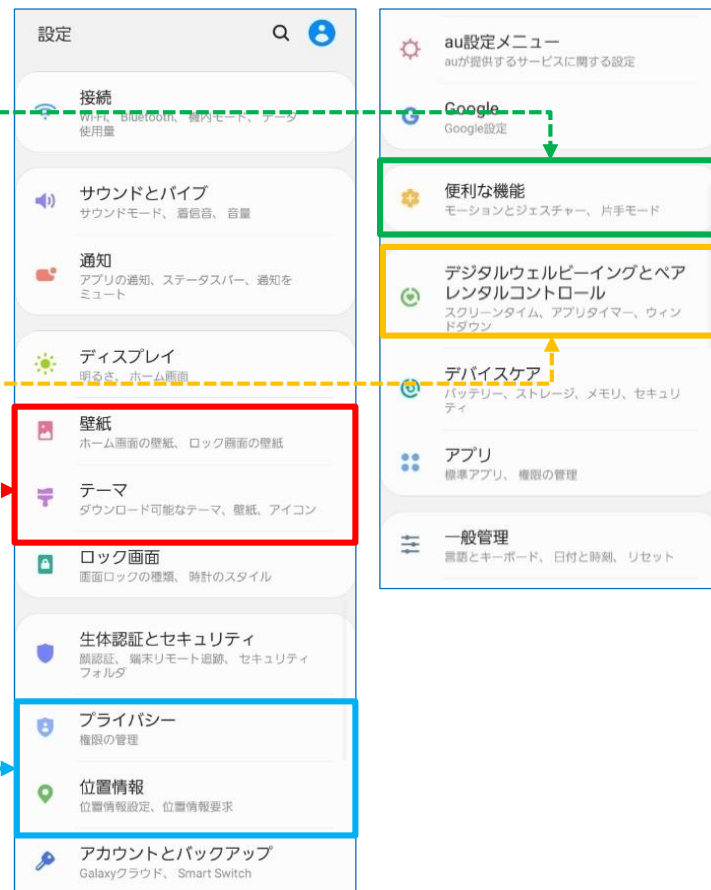 設定
接続
Wi-Fi、 Bluetooth、 機内モード、 データ
使用量
サウンドとバイブ
サウンドモード、 着信音、 音量
通知
アプリの通知、ステータスバー、通知を
ミュート
ディスプレイ
明るさ、 ホーム画面
壁紙
ホーム画面の壁紙、 ロック画面の壁紙
テーマ
ダウンロード可能なテーマ、壁紙、アイコン
ロック画面
画面ロックの種類、 時計のスタイル
生体認証とセキュリティ
顔認証、 端末リモート追跡、 セキュリティ
フォルダ
プライバシー
権限の管理
位置情報
位置情報設定、位置情報要求
アカウントとバックアップ
Galaxyクラウド、 Smart Switch
au設定メニュー
auが提供するサービスに関する設定
Google
Google設定
便利な機能
モーションとジェスチャー、 片手モード
デジタルウェルビーイングとペア
レンタルコントロール
スクリーンタイム、アプリタイマー、ウィン
ドダウン
デバイスケア
バッテリー、ストレージ、メモリ、セキュリ
ティ
アプリ
標準アプリ、 権限の管理
一般管理
言語とキーボード、 日付と時刻、 リセット